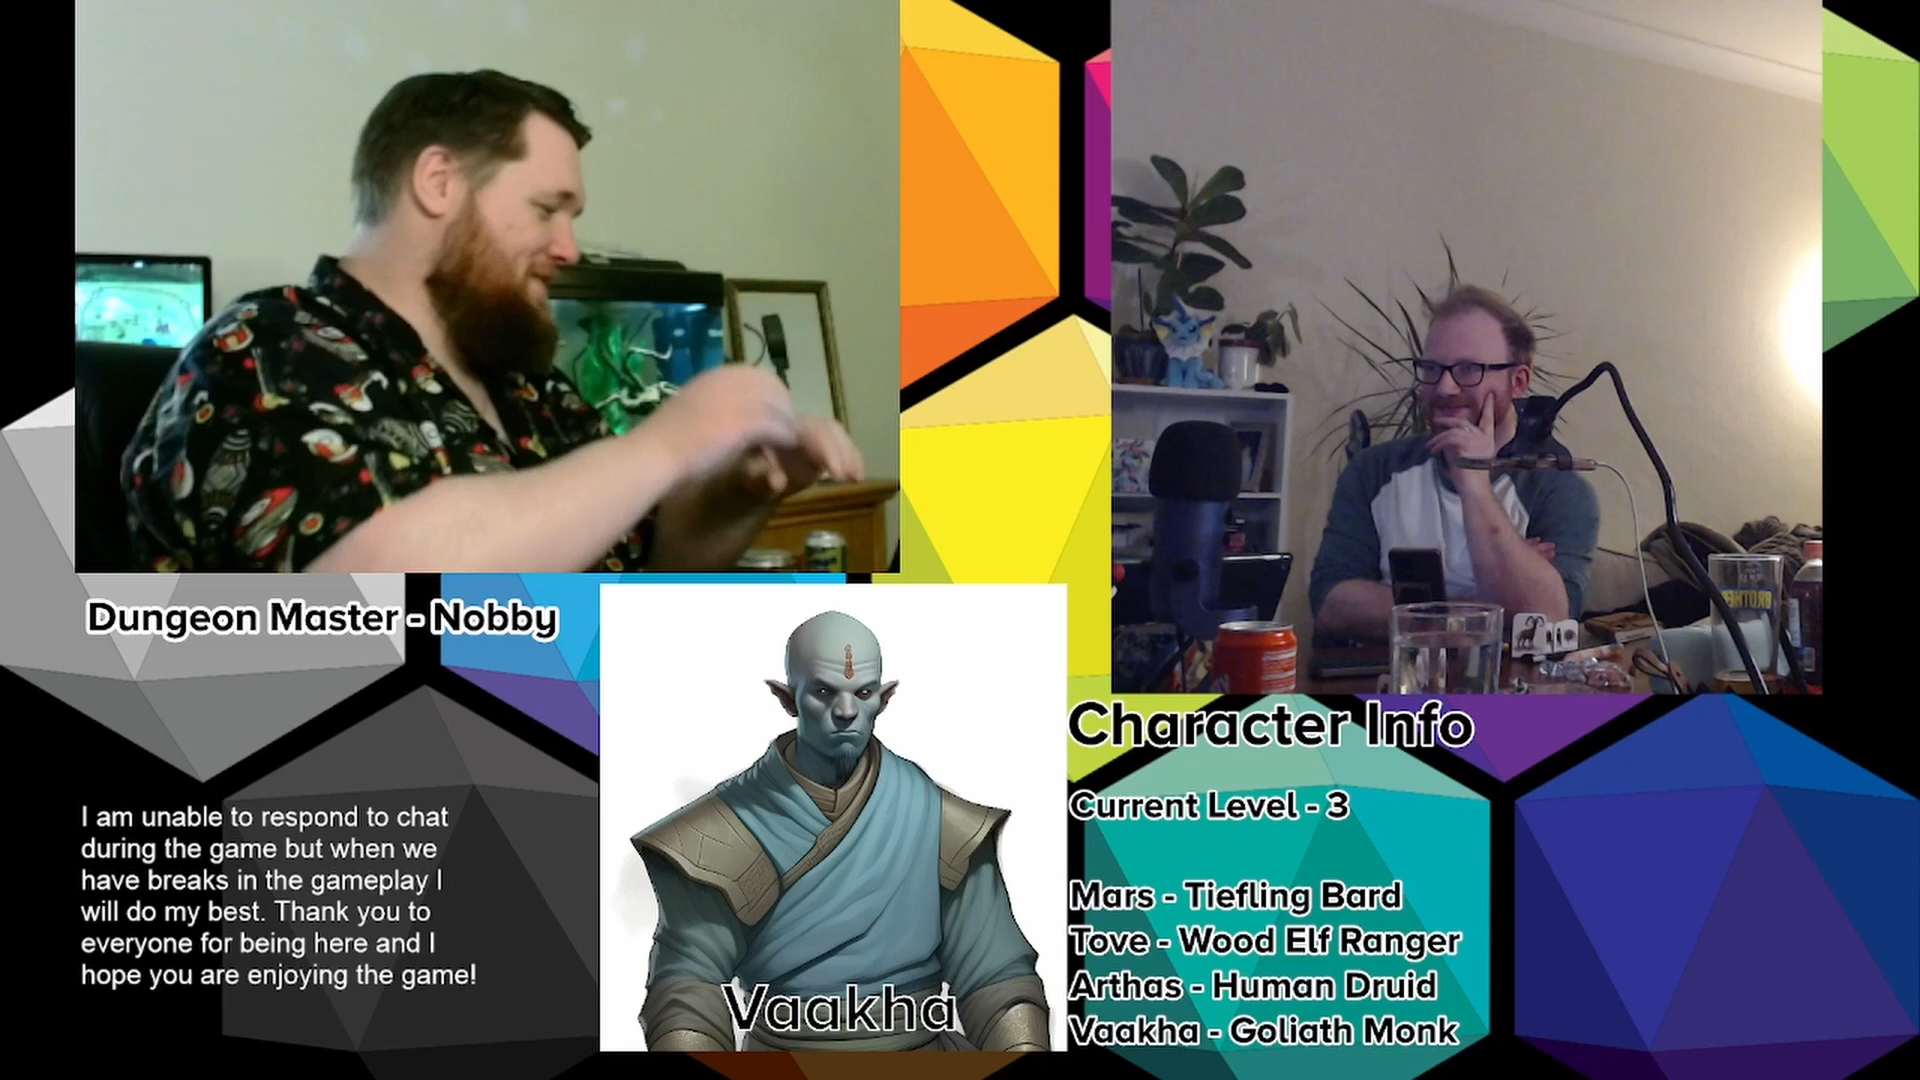 Dungeon Master - Nobby
I am unable to respond to chat
during the game but when we
have breaks in the gameplay I
will do my best. Thank you to
everyone for being here and I
hope you are enjoying the game!
Vaakha
Character Info
Current Level - 3
Mars - Tiefling Bard
Tove - Wood Elf Ranger
Arthas - Human Druid
Vaakha - Goliath Monk